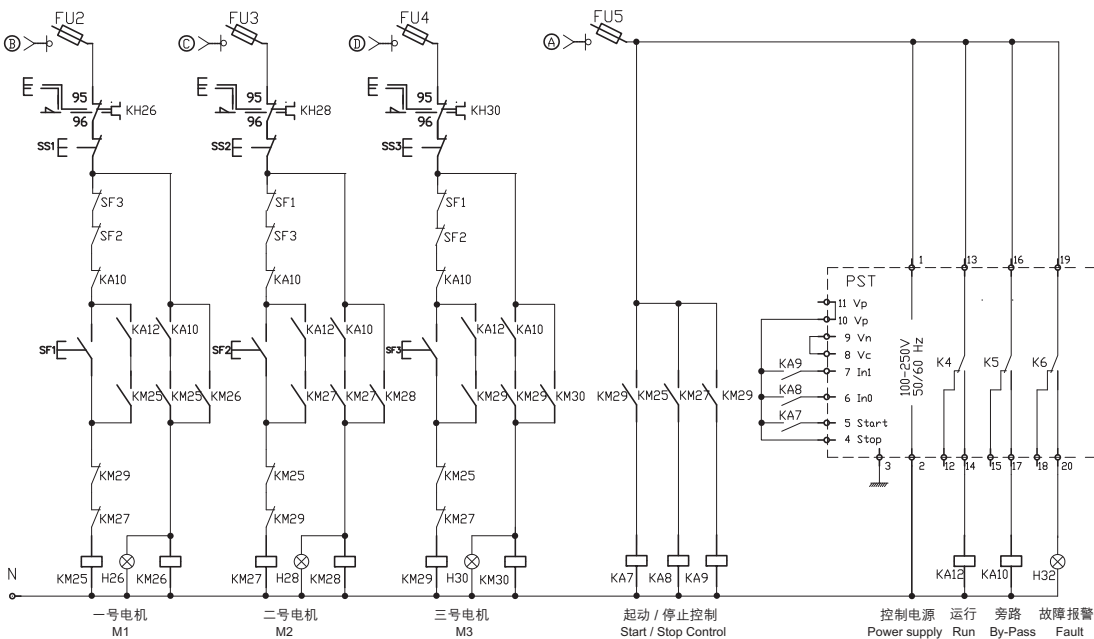 FU2
FU3
FU4
FU5
B
C
D
A
95
96
KH26
95
96
KH28
95
96
KH30
SS1
SS2
SS3
SF3
SF1
SF1
SF2
SF3
SF2
KA10
KA10
KA10
KA12 KA10
KA12 KA10
KA12 KA10
SF1
SF2
SF3
KM25 KM25 KM26
KM27 KM27 KM28
KM29 KM29 KM30
KM29 KM25 KM27 KM29
KM29
KM25
KM25
KM27
KM29
KM27
1
13
16
19
PST
11 Vp
10 Vp
9 Vn
8 Vc
KA9
7 In1
KA8
6 In0
KA7
5 Start
4 Stop
100-250V
50/60 Hz
K4
K5
K6
3
2
12
14
15
17
18
20
N
KM25
H26
KM26
KM27
H28
KM28
KM29
H30
KM30
KA7
KA8
KA9
KA12
KA10
H32
一号电机
M1
二号电机
M2
三号电机
M3
起动 / 停止控制
Start / Stop Control
控制电源
Power supply
运行
Run
旁路
By-Pass
故障报警
Fault